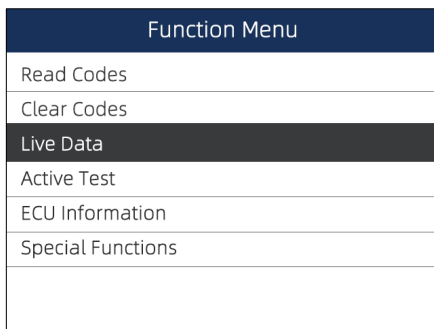 Function Menu
Read Codes
Clear Codes
Live Data
Active Test
ECU Information
Special Functions